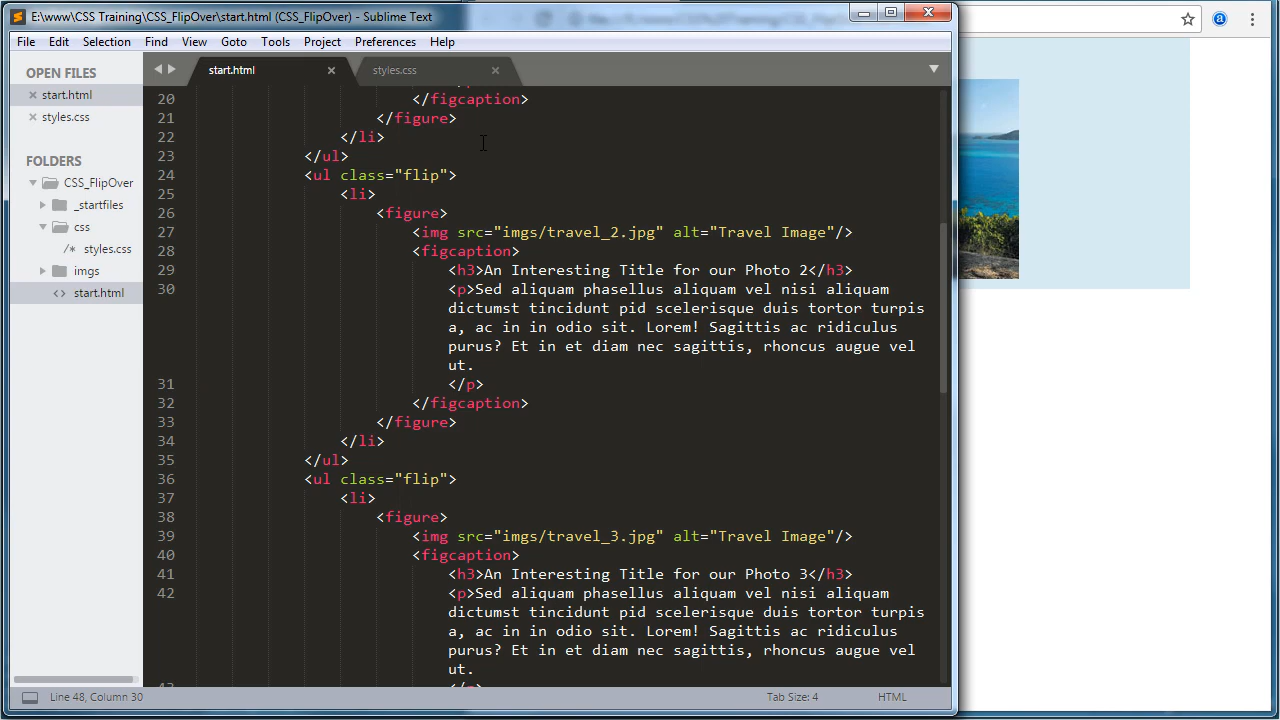 E:\www\CSS Training\CSS_FlipOver\start.html (CSS_FlipOver) - Sublime Text
File Edit Selection Find View Goto Tools Project Preferences Help
OPEN FILES
start.html
styles.css
FOLDERS
CSS_FlipOver
_startfiles
css
/* styles.css
imgs
<> start.html
start.html
styles.css
20 </figcaption>
21 </figure>
22 </li>
23 </ul>
24 <ul class="flip">
25 <li>
26 <figure>
27 <img src="imgs/travel_2.jpg" alt="Travel Image"/>
28 <figcaption>
29 <h3>An Interesting Title for our Photo 2</h3>
30 <p>Sed aliquam phasellus aliquam vel nisi aliquam
dictumst tincidunt pid scelerisque duis tortor turpis
a, ac in in odio sit. Lorem! Sagittis ac ridiculus
purus? Et in et diam nec sagittis, rhoncus augue vel
ut.
31 </p>
32 </figcaption>
33 </figure>
34 </li>
35 </ul>
36 <ul class="flip">
37 <li>
38 <figure>
39 <img src="imgs/travel_3.jpg" alt="Travel Image"/>
40 <figcaption>
41 <h3>An Interesting Title for our Photo 3</h3>
42 <p>Sed aliquam phasellus aliquam vel nisi aliquam
dictumst tincidunt pid scelerisque duis tortor turpis
a, ac in in odio sit. Lorem! Sagittis ac ridiculus
purus? Et in et diam nec sagittis, rhoncus augue vel
ut.
Line 48, Column 30
Tab Size: 4
HTML